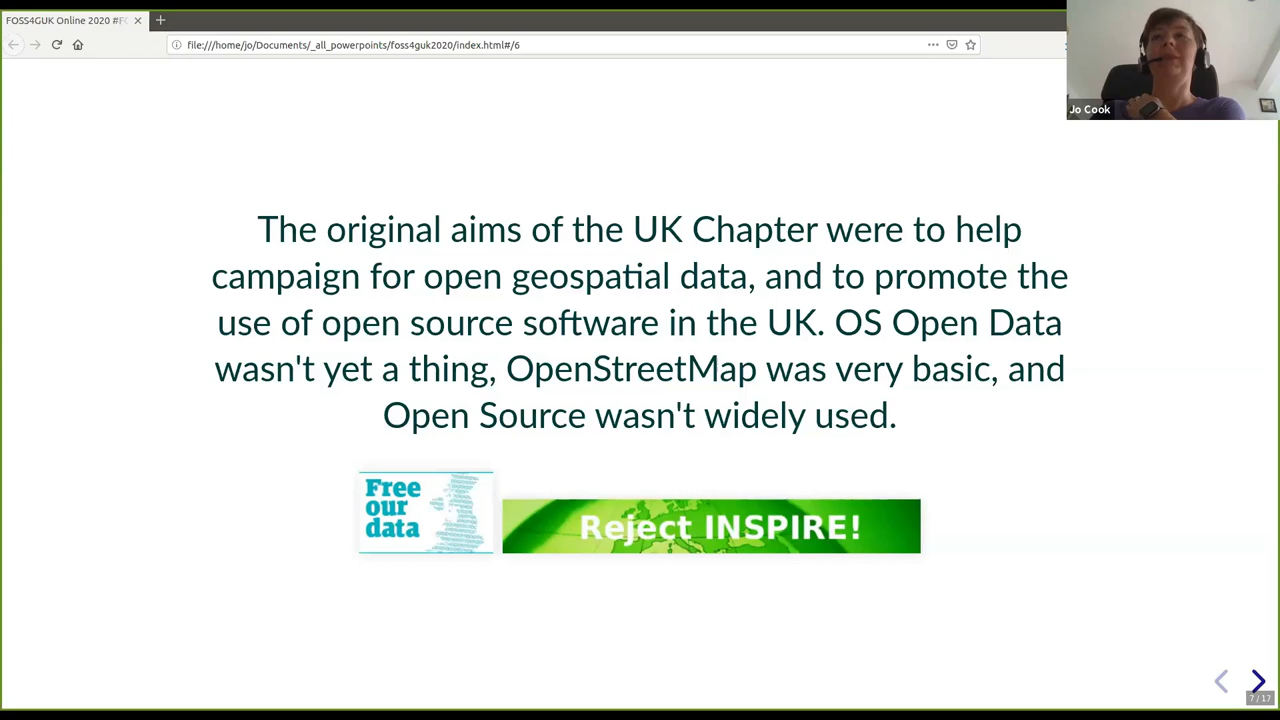 FOSS4GUK Online 2020 #FO
file:///home/jo/Documents/_all_powerpoints/foss4guk2020/index.html#/6
Jo Cook
The original aims of the UK Chapter were to help
campaign for open geospatial data, and to promote the
use of open source software in the UK. OS Open Data
wasn't yet a thing, OpenStreetMap was very basic, and
Open Source wasn't widely used.
Free
our
data
Reject INSPIRE!
7 / 17